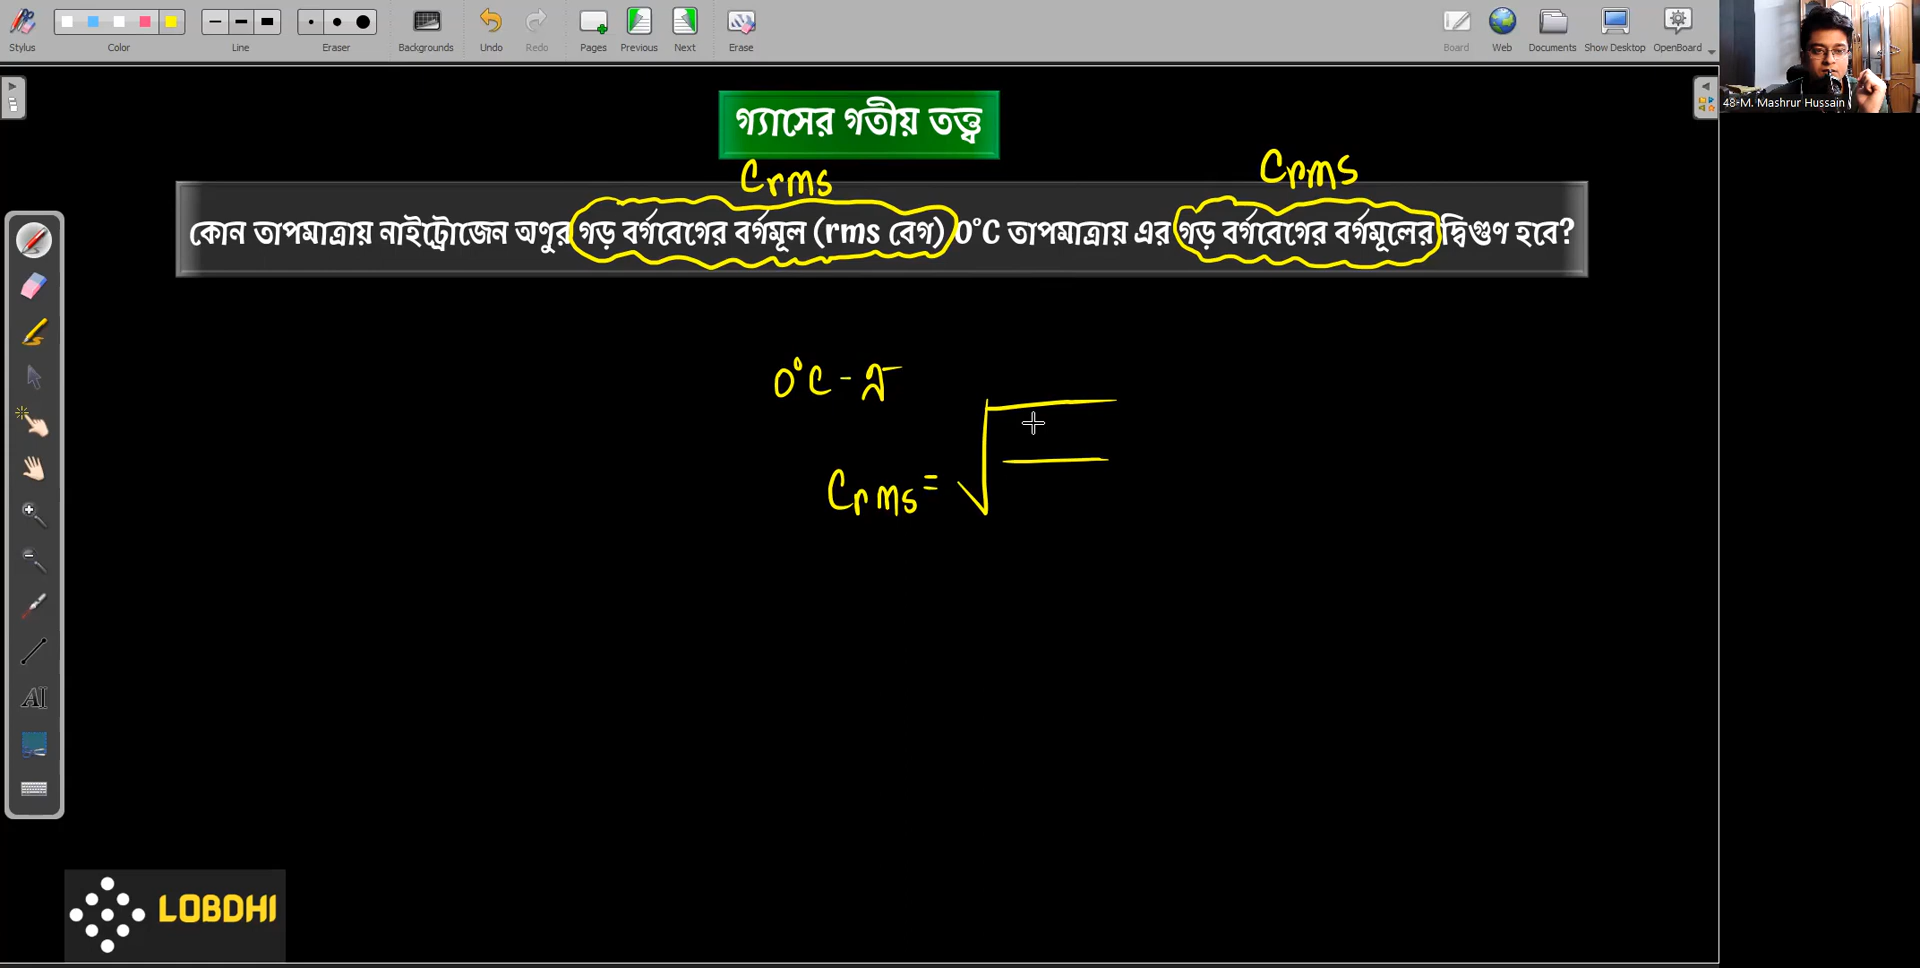 Stylus
Color
Line
Eraser
Backgrounds
Undo
Redo
Pages
Previous
Next
Erase
Board
Web
Documents
Show Desktop
OpenBoard
48-M. Mashrur Hussain
গ্যাসের গতীয় তত্ত্ব
Crms
Crms
কোন তাপমাত্রায় নাইট্রোজেন অণুর গড় বর্গবেগের বর্গমূল (rms বেগ) 0°C তাপমাত্রায় এর গড় বর্গবেগের বর্গমূলের দ্বিগুণ হবে?
0°C - এ
Crms = √
AI
LOBDHI